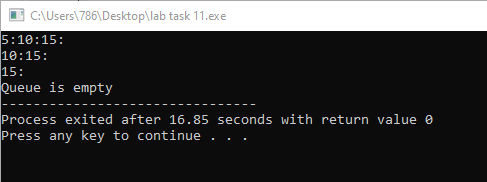 C:\Users\786\Desktop\lab task 11.exe
5:10:15:
10:15:
15:
Queue is empty
--------------------------------
Process exited after 16.85 seconds with return value 0
Press any key to continue . . .